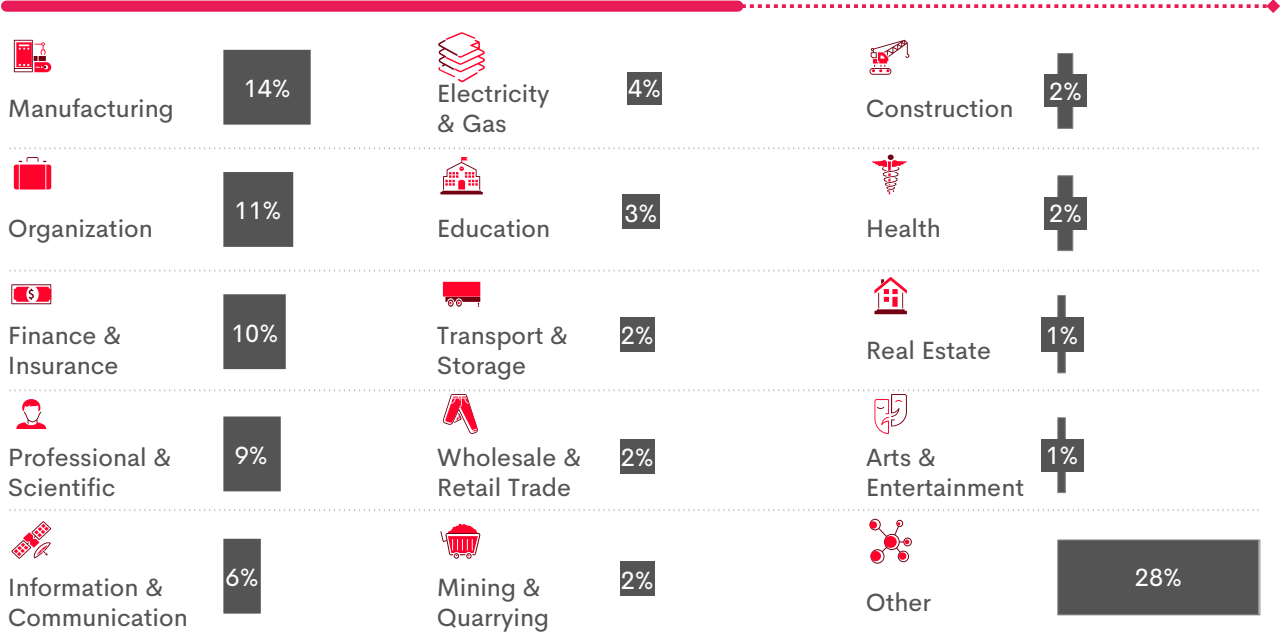 Manufacturing
14%
Electricity
& Gas
4%
Construction
2%
Organization
11%
Education
3%
Health
2%
Finance &
Insurance
10%
Transport &
Storage
2%
Real Estate
1%
Professional &
Scientific
9%
Wholesale &
Retail Trade
2%
Arts &
Entertainment
1%
Information &
Communication
6%
Mining &
Quarrying
2%
Other
28%